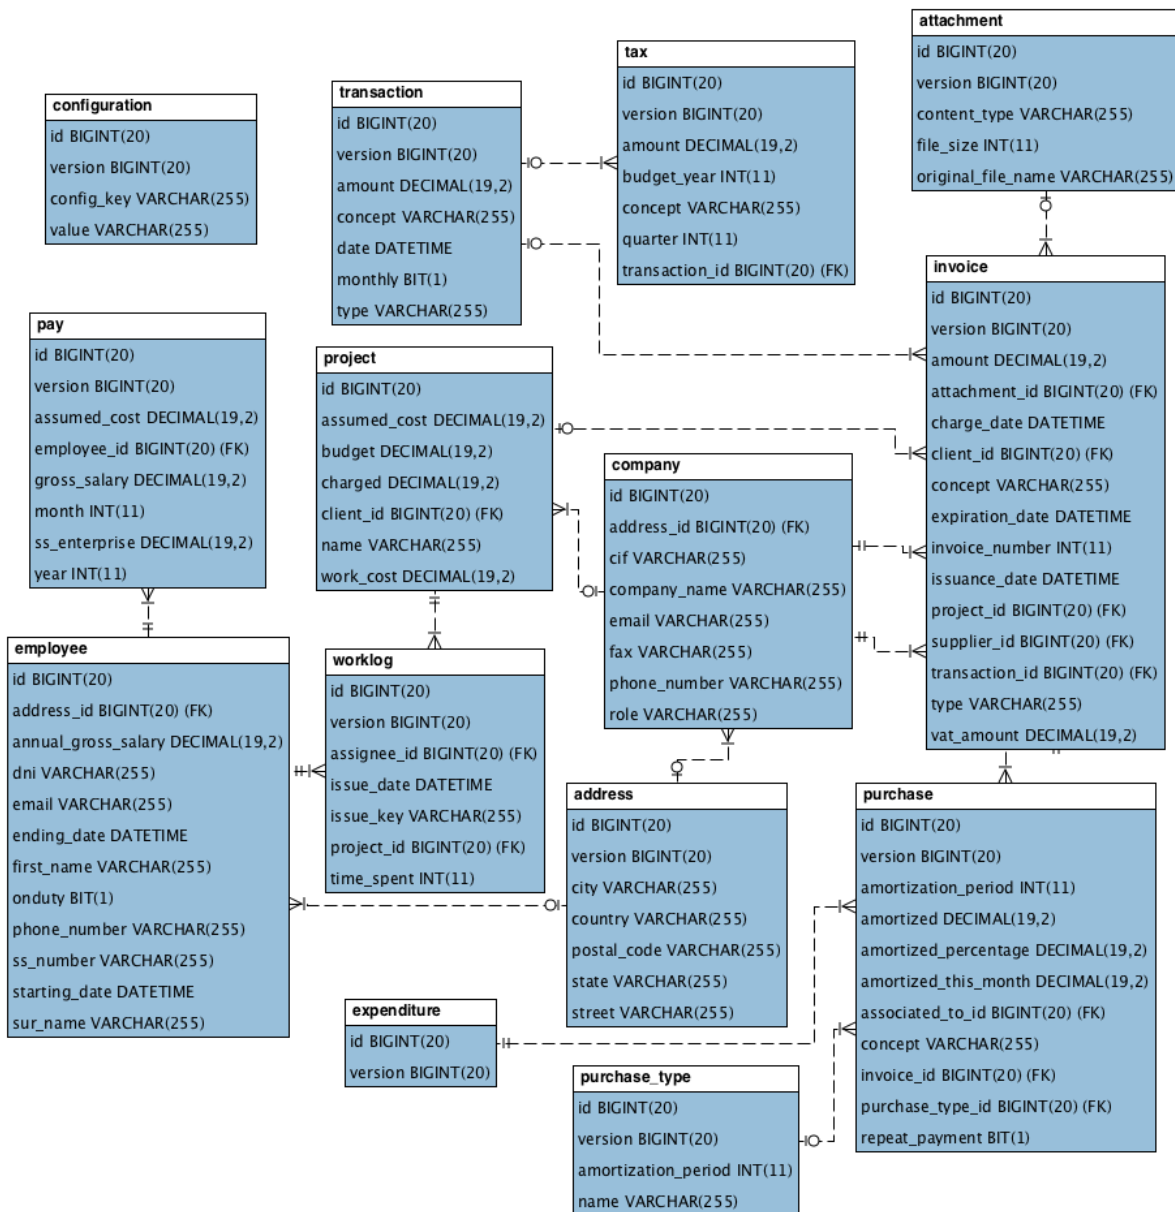 configuration
id BIGINT(20)
version BIGINT(20)
config_key VARCHAR(255)
value VARCHAR(255)
transaction
id BIGINT(20)
version BIGINT(20)
amount DECIMAL(19,2)
concept VARCHAR(255)
date DATETIME
monthly BIT(1)
type VARCHAR(255)
tax
id BIGINT(20)
version BIGINT(20)
amount DECIMAL(19,2)
budget_year INT(11)
concept VARCHAR(255)
quarter INT(11)
transaction_id BIGINT(20) (FK)
attachment
id BIGINT(20)
version BIGINT(20)
content_type VARCHAR(255)
file_size INT(11)
original_file_name VARCHAR(255)
pay
id BIGINT(20)
version BIGINT(20)
assumed_cost DECIMAL(19,2)
employee_id BIGINT(20) (FK)
gross_salary DECIMAL(19,2)
month INT(11)
ss_enterprise DECIMAL(19,2)
year INT(11)
project
id BIGINT(20)
assumed_cost DECIMAL(19,2)
budget DECIMAL(19,2)
charged DECIMAL(19,2)
client_id BIGINT(20) (FK)
name VARCHAR(255)
work_cost DECIMAL(19,2)
company
id BIGINT(20)
address_id BIGINT(20) (FK)
cif VARCHAR(255)
company_name VARCHAR(255)
email VARCHAR(255)
fax VARCHAR(255)
phone_number VARCHAR(255)
role VARCHAR(255)
invoice
id BIGINT(20)
version BIGINT(20)
amount DECIMAL(19,2)
attachment_id BIGINT(20) (FK)
charge_date DATETIME
client_id BIGINT(20) (FK)
concept VARCHAR(255)
expiration_date DATETIME
invoice_number INT(11)
issuance_date DATETIME
project_id BIGINT(20) (FK)
supplier_id BIGINT(20) (FK)
transaction_id BIGINT(20) (FK)
type VARCHAR(255)
vat_amount DECIMAL(19,2)
employee
id BIGINT(20)
address_id BIGINT(20) (FK)
annual_gross_salary DECIMAL(19,2)
dni VARCHAR(255)
email VARCHAR(255)
ending_date DATETIME
first_name VARCHAR(255)
onduty BIT(1)
phone_number VARCHAR(255)
ss_number VARCHAR(255)
starting_date DATETIME
sur_name VARCHAR(255)
worklog
id BIGINT(20)
version BIGINT(20)
assignee_id BIGINT(20) (FK)
issue_date DATETIME
issue_key VARCHAR(255)
project_id BIGINT(20) (FK)
time_spent INT(11)
address
id BIGINT(20)
version BIGINT(20)
city VARCHAR(255)
country VARCHAR(255)
postal_code VARCHAR(255)
state VARCHAR(255)
street VARCHAR(255)
purchase
id BIGINT(20)
version BIGINT(20)
amortization_period INT(11)
amortized DECIMAL(19,2)
amortized_percentage DECIMAL(19,2)
amortized_this_month DECIMAL(19,2)
associated_to_id BIGINT(20) (FK)
concept VARCHAR(255)
invoice_id BIGINT(20) (FK)
purchase_type_id BIGINT(20) (FK)
repeat_payment BIT(1)
expenditure
id BIGINT(20)
version BIGINT(20)
purchase_type
id BIGINT(20)
version BIGINT(20)
amortization_period INT(11)
name VARCHAR(255)